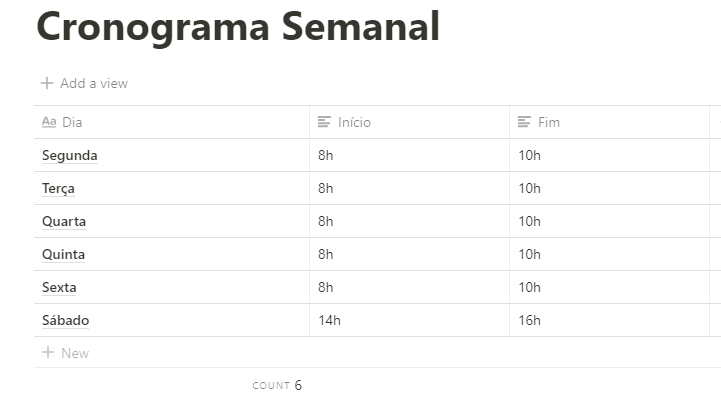 Cronograma Semanal
Add a view
Aa Dia Início Fim
Segunda 8h 10h
Terça 8h 10h
Quarta 8h 10h
Quinta 8h 10h
Sexta 8h 10h
Sábado 14h 16h
New
COUNT 6